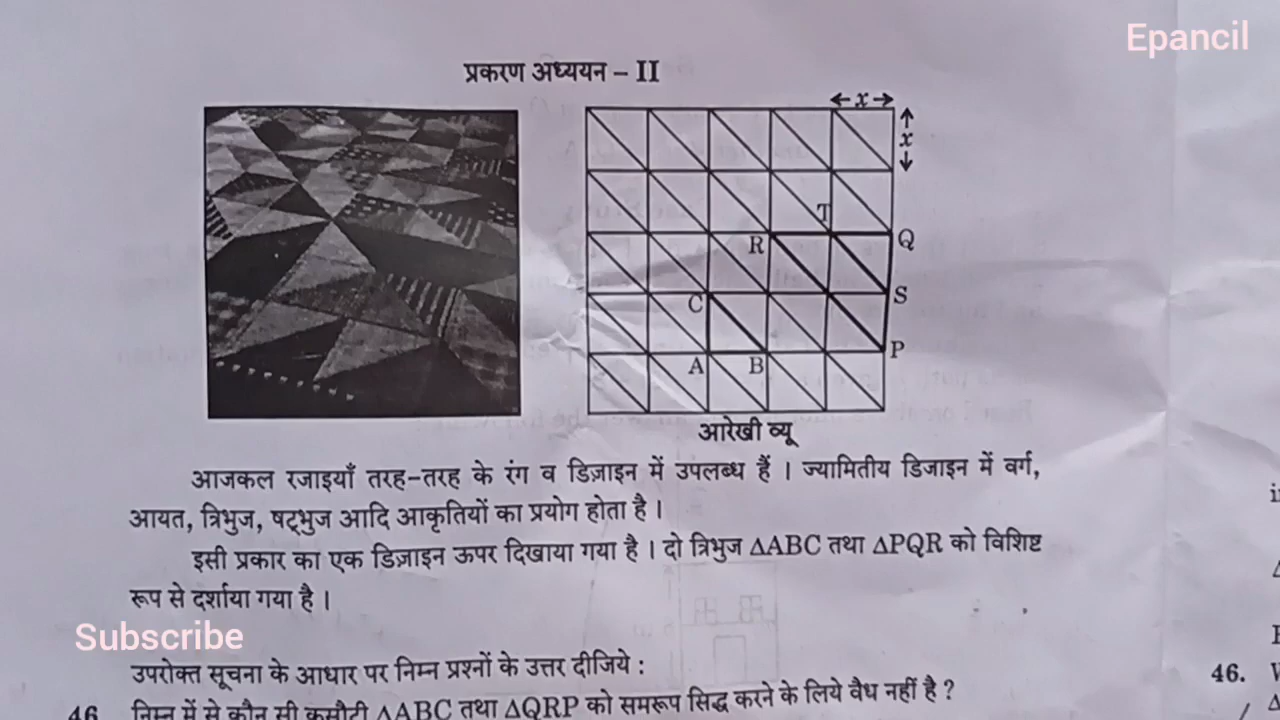 Epancil
प्रकरण अध्ययन – II
x
x
T
R
Q
C
S
A
B
P
आरेखी व्यू
आजकल रजाइयाँ तरह-तरह के रंग व डिज़ाइन में उपलब्ध हैं । ज्यामितीय डिजाइन में वर्ग,
आयत, त्रिभुज, षट्भुज आदि आकृतियों का प्रयोग होता है ।
इसी प्रकार का एक डिज़ाइन ऊपर दिखाया गया है । दो त्रिभुज ΔABC तथा ΔPQR को विशिष्ट
रूप से दर्शाया गया है ।
Subscribe
उपरोक्त सूचना के आधार पर निम्न प्रश्नों के उत्तर दीजिये :
46. निम्न में से कौन सी कसौटी ΔABC तथा ΔQRP को समरूप सिद्ध करने के लिये वैध नहीं है ?
46.